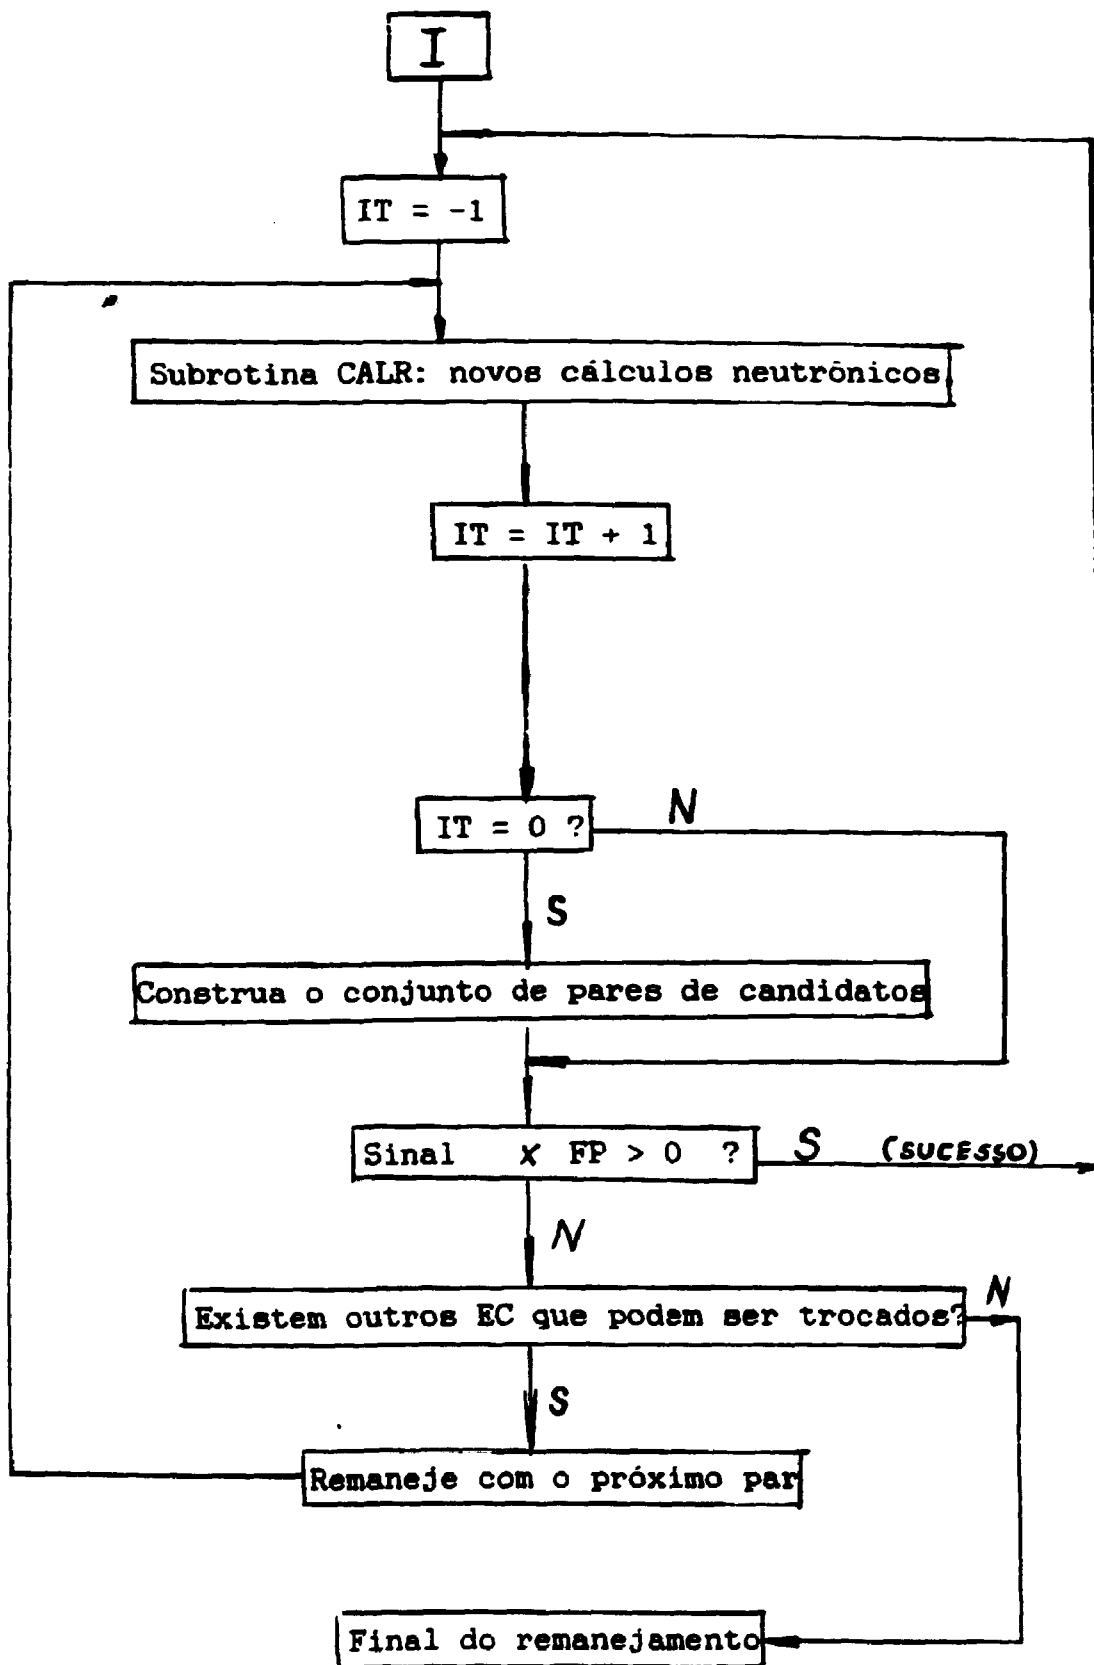 I
IT = -1
Subrotina CALR: novos cálculos neutrônicos
IT = IT + 1
IT = 0 ?
N
S
Construa o conjunto de pares de candidatos
Sinal x FP > 0 ?
S (SUCESSO)
N
Existem outros EC que podem ser trocados?
N
S
Remaneje com o próximo par
Final do remanejamento